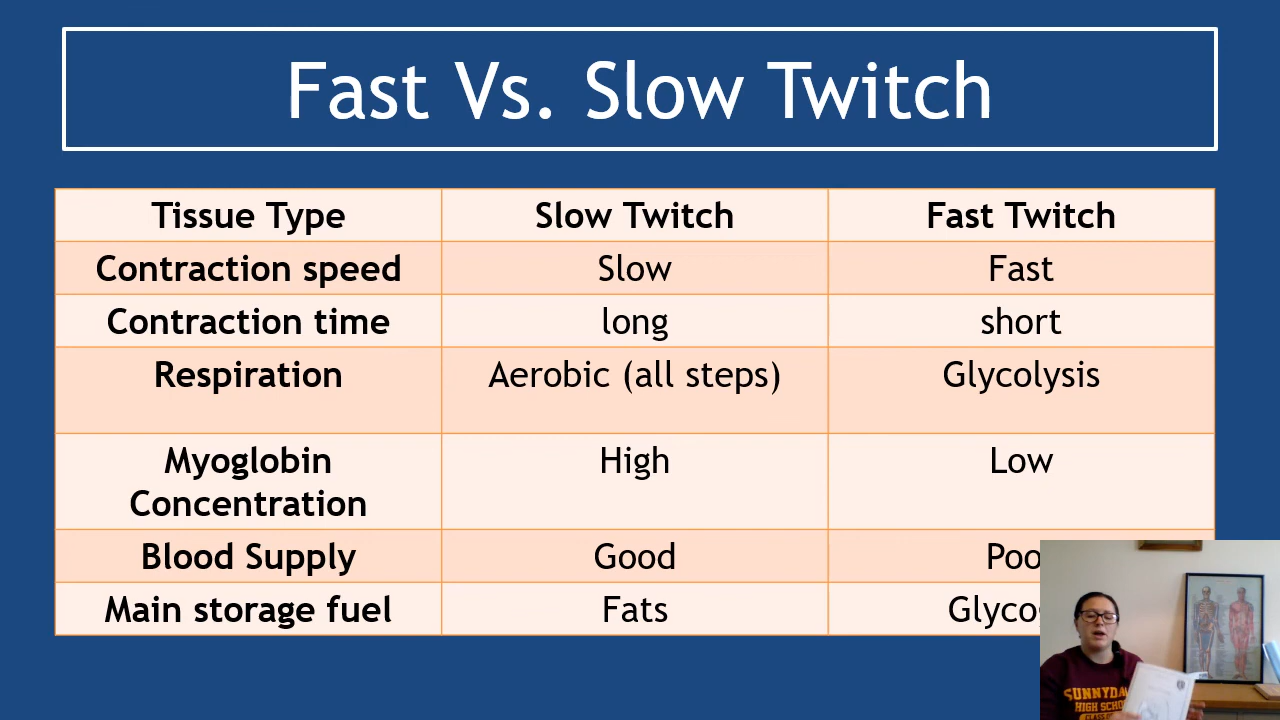 Fast Vs. Slow Twitch
Tissue Type Slow Twitch Fast Twitch
Contraction speed Slow Fast
Contraction time long short
Respiration Aerobic (all steps) Glycolysis
Myoglobin High Low
Concentration
Blood Supply Good
Main storage fuel Fats
HIGH